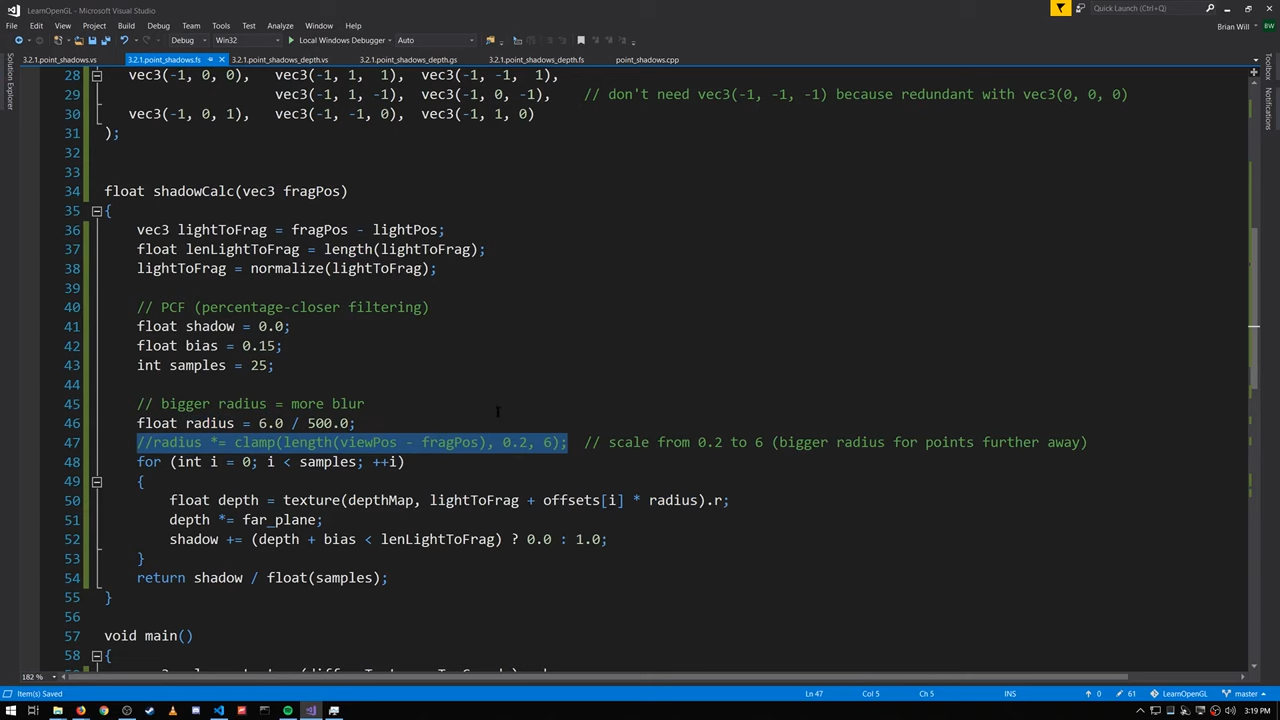 LearnOpenGL - Microsoft Visual Studio
Quick Launch (Ctrl+Q)
File Edit View Project Build Debug Team Tools Test Analyze Window Help
Brian Will BW
Debug Win32 Local Windows Debugger Auto
3.2.1.point_shadows.vs 3.2.1.point_shadows.fs 3.2.1.point_shadows_depth.vs 3.2.1.point_shadows_depth.gs 3.2.1.point_shadows_depth.fs point_shadows.cpp
Solution Explorer
Toolbox
Notifications
28 vec3(-1, 0, 0), vec3(-1, 1, 1), vec3(-1, -1, 1),
29 vec3(-1, 1, -1), vec3(-1, 0, -1), // don't need vec3(-1, -1, -1) because redundant with vec3(0, 0, 0)
30 vec3(-1, 0, 1), vec3(-1, -1, 0), vec3(-1, 1, 0)
31 );
32
33
34 float shadowCalc(vec3 fragPos)
35 {
36 vec3 lightToFrag = fragPos - lightPos;
37 float lenLightToFrag = length(lightToFrag);
38 lightToFrag = normalize(lightToFrag);
39
40 // PCF (percentage-closer filtering)
41 float shadow = 0.0;
42 float bias = 0.15;
43 int samples = 25;
44
45 // bigger radius = more blur
46 float radius = 6.0 / 500.0;
47 //radius *= clamp(length(viewPos - fragPos), 0.2, 6); // scale from 0.2 to 6 (bigger radius for points further away)
48 for (int i = 0; i < samples; ++i)
49 {
50 float depth = texture(depthMap, lightToFrag + offsets[i] * radius).r;
51 depth *= far_plane;
52 shadow += (depth + bias < lenLightToFrag) ? 0.0 : 1.0;
53 }
54 return shadow / float(samples);
55 }
56
57 void main()
58 {
182 %
Item(s) Saved Ln 47 Col 5 Ch 5 INS 0 61 LearnOpenGL master
3:19 PM